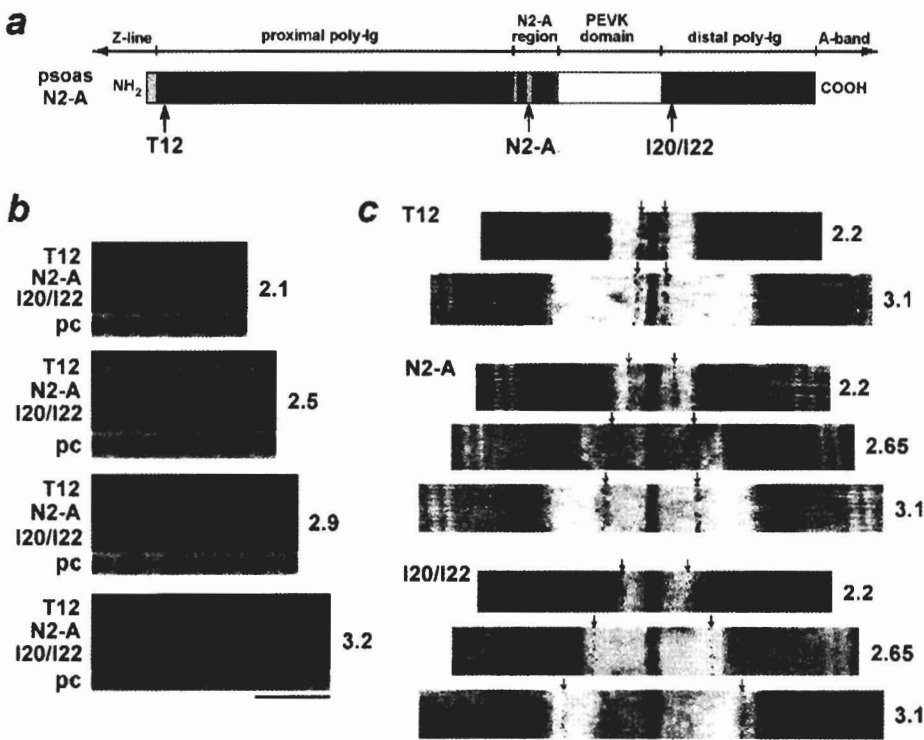 a
Z-line proximal poly-Ig N2-A region PEVK domain distal poly-Ig A-band
psoas N2-A NH2 COOH
T12 N2-A I20/I22
b
T12
N2-A
I20/I22
pc
2.1
T12
N2-A
I20/I22
pc
2.5
T12
N2-A
I20/I22
pc
2.9
T12
N2-A
I20/I22
pc
3.2
c
T12
2.2
3.1
N2-A
2.2
2.65
3.1
I20/I22
2.2
2.65
3.1